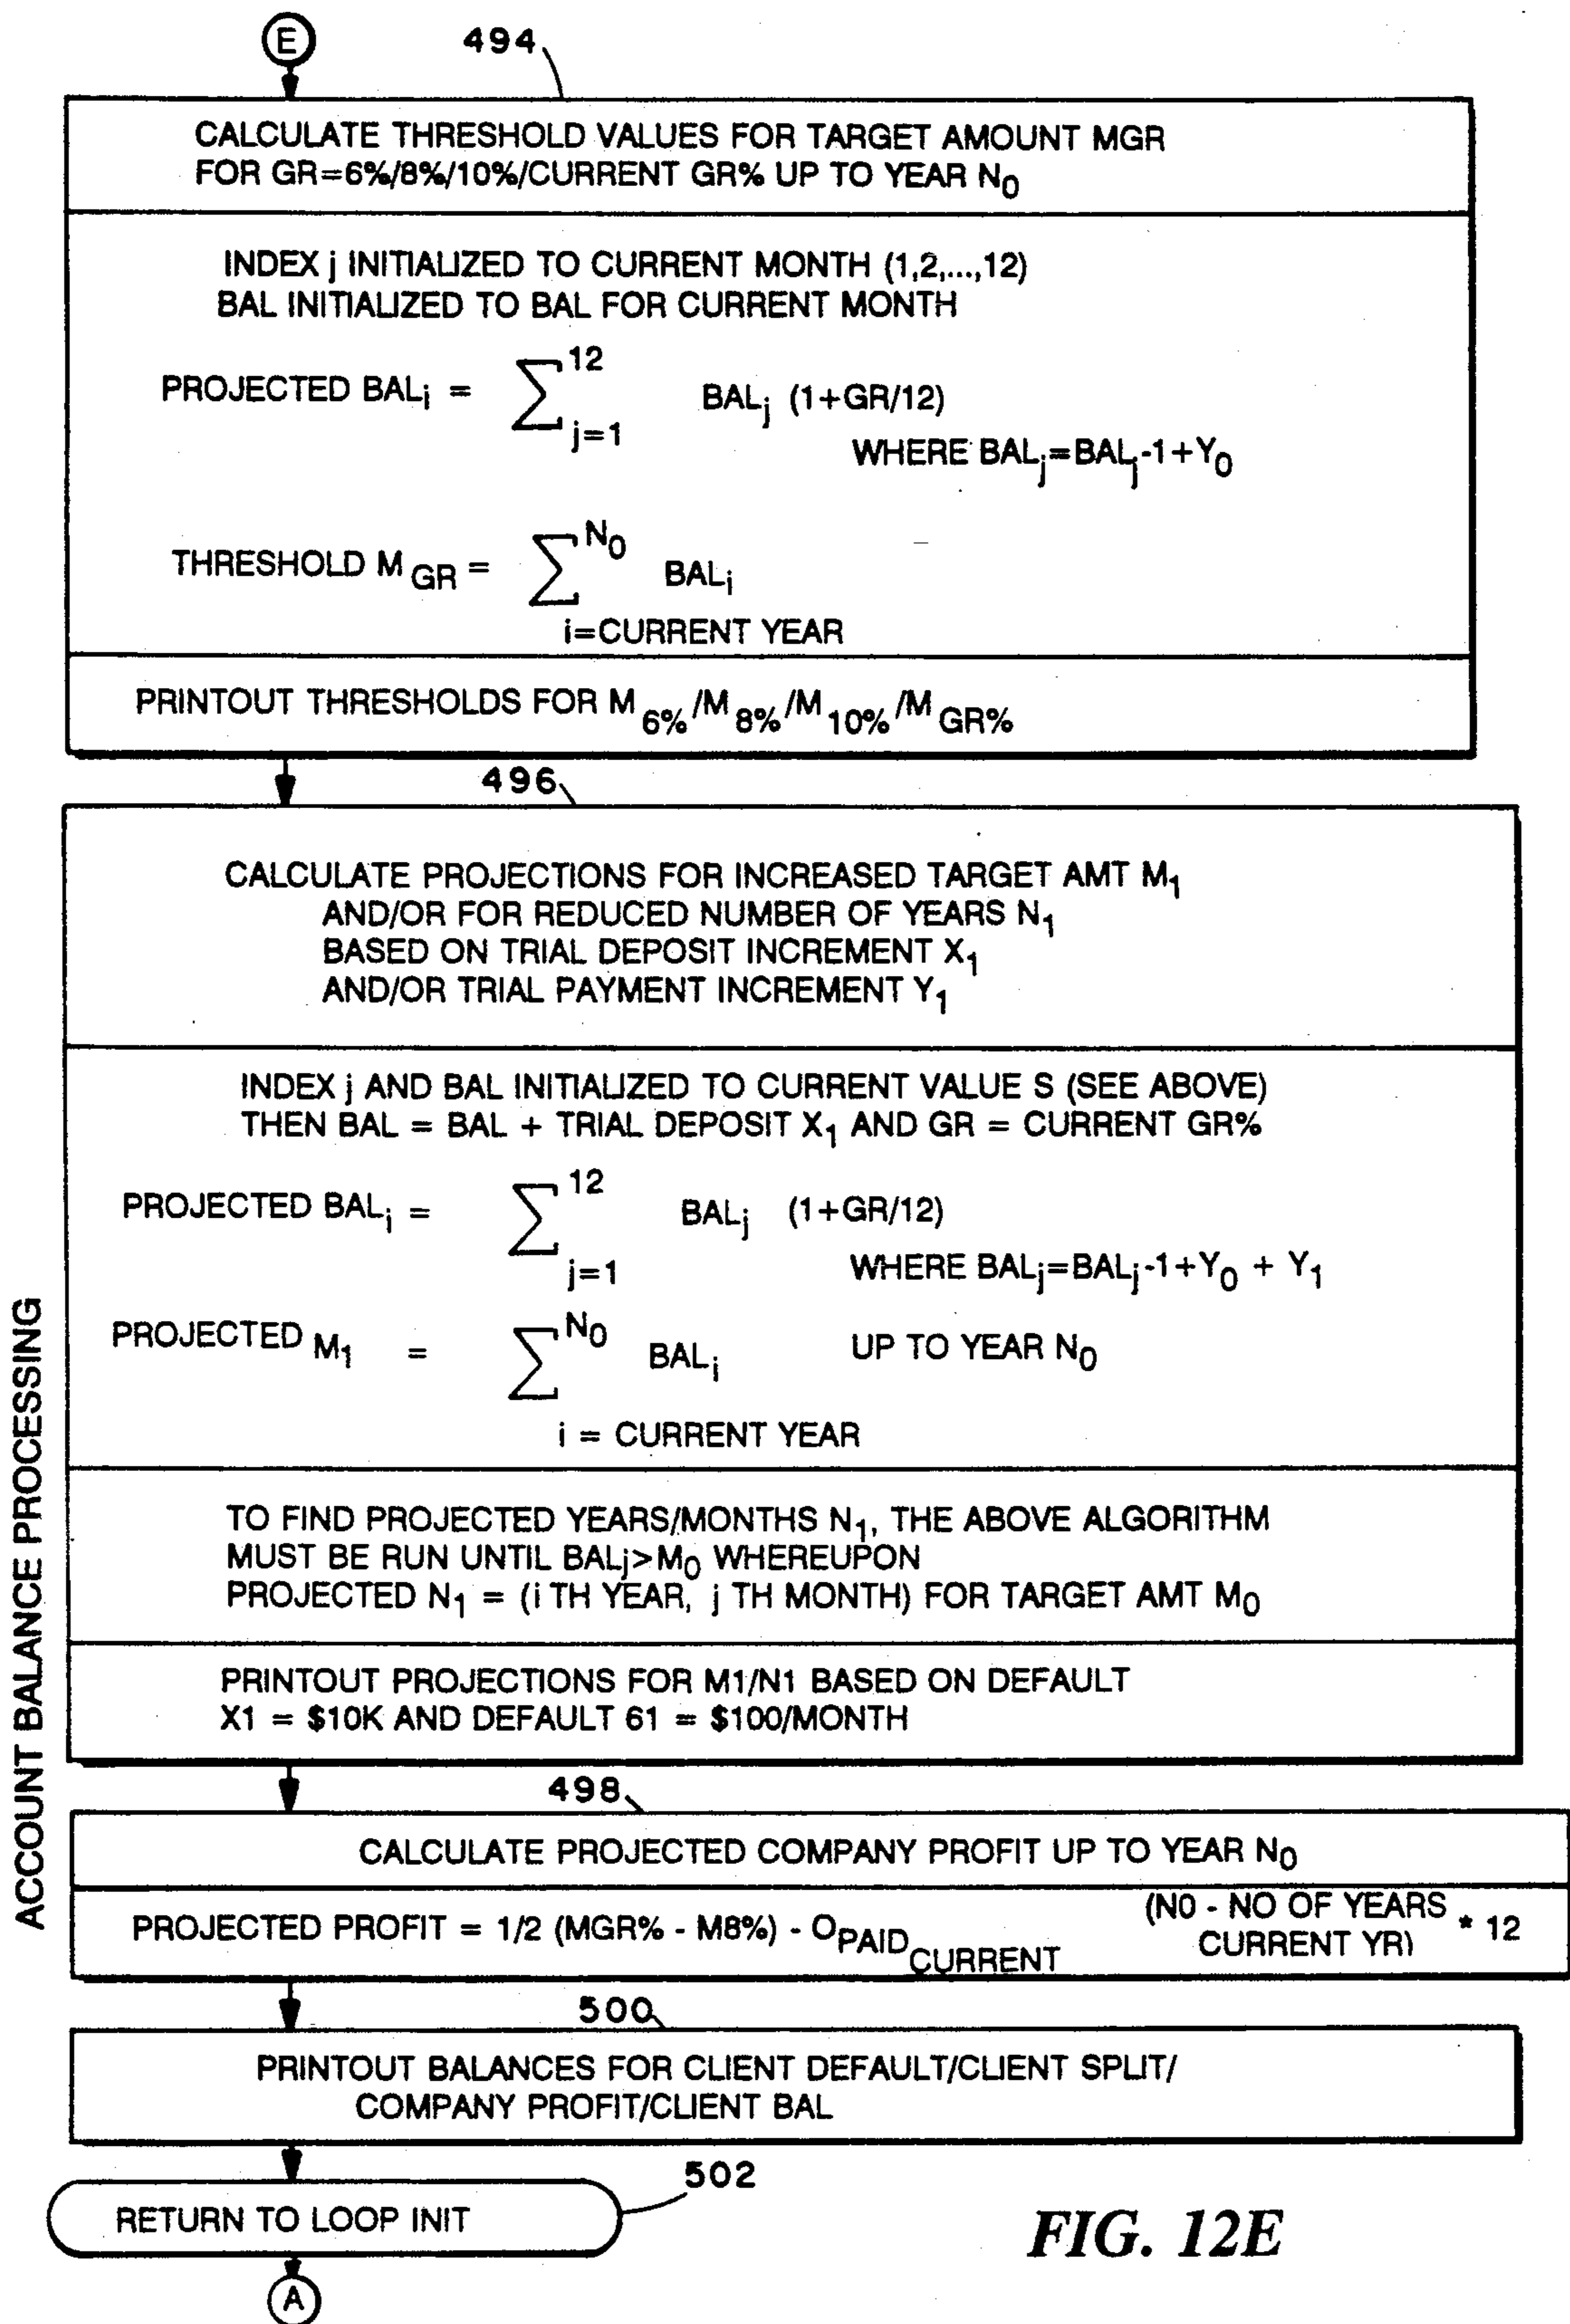 E
494
CALCULATE THRESHOLD VALUES FOR TARGET AMOUNT MGR
FOR GR=6%/8%/10%/CURRENT GR% UP TO YEAR N0
INDEX j INITIALIZED TO CURRENT MONTH (1,2,...,12)
BAL INITIALIZED TO BAL FOR CURRENT MONTH
PROJECTED BALi = ∑ 12 j=1 BALj (1+GR/12)
WHERE BALj=BALj-1+Y0
THRESHOLD M GR = ∑ N0 BALi
i=CURRENT YEAR
PRINTOUT THRESHOLDS FOR M 6% /M 8% /M 10% /M GR%
496
CALCULATE PROJECTIONS FOR INCREASED TARGET AMT M1
AND/OR FOR REDUCED NUMBER OF YEARS N1
BASED ON TRIAL DEPOSIT INCREMENT X1
AND/OR TRIAL PAYMENT INCREMENT Y1
INDEX j AND BAL INITIALIZED TO CURRENT VALUE S (SEE ABOVE)
THEN BAL = BAL + TRIAL DEPOSIT X1 AND GR = CURRENT GR%
PROJECTED BALi = ∑ 12 j=1 BALj (1+GR/12)
WHERE BALj=BALj-1+Y0 + Y1
PROJECTED M1 = ∑ N0 BALi UP TO YEAR N0
i = CURRENT YEAR
TO FIND PROJECTED YEARS/MONTHS N1, THE ABOVE ALGORITHM
MUST BE RUN UNTIL BALj>M0 WHEREUPON
PROJECTED N1 = (i TH YEAR, j TH MONTH) FOR TARGET AMT M0
PRINTOUT PROJECTIONS FOR M1/N1 BASED ON DEFAULT
X1 = $10K AND DEFAULT 61 = $100/MONTH
498
CALCULATE PROJECTED COMPANY PROFIT UP TO YEAR N0
PROJECTED PROFIT = 1/2 (MGR% - M8%) - OPAID CURRENT (N0 - NO OF YEARS CURRENT YR) * 12
500
PRINTOUT BALANCES FOR CLIENT DEFAULT/CLIENT SPLIT/
COMPANY PROFIT/CLIENT BAL
502
RETURN TO LOOP INIT
A
ACCOUNT BALANCE PROCESSING
FIG. 12E